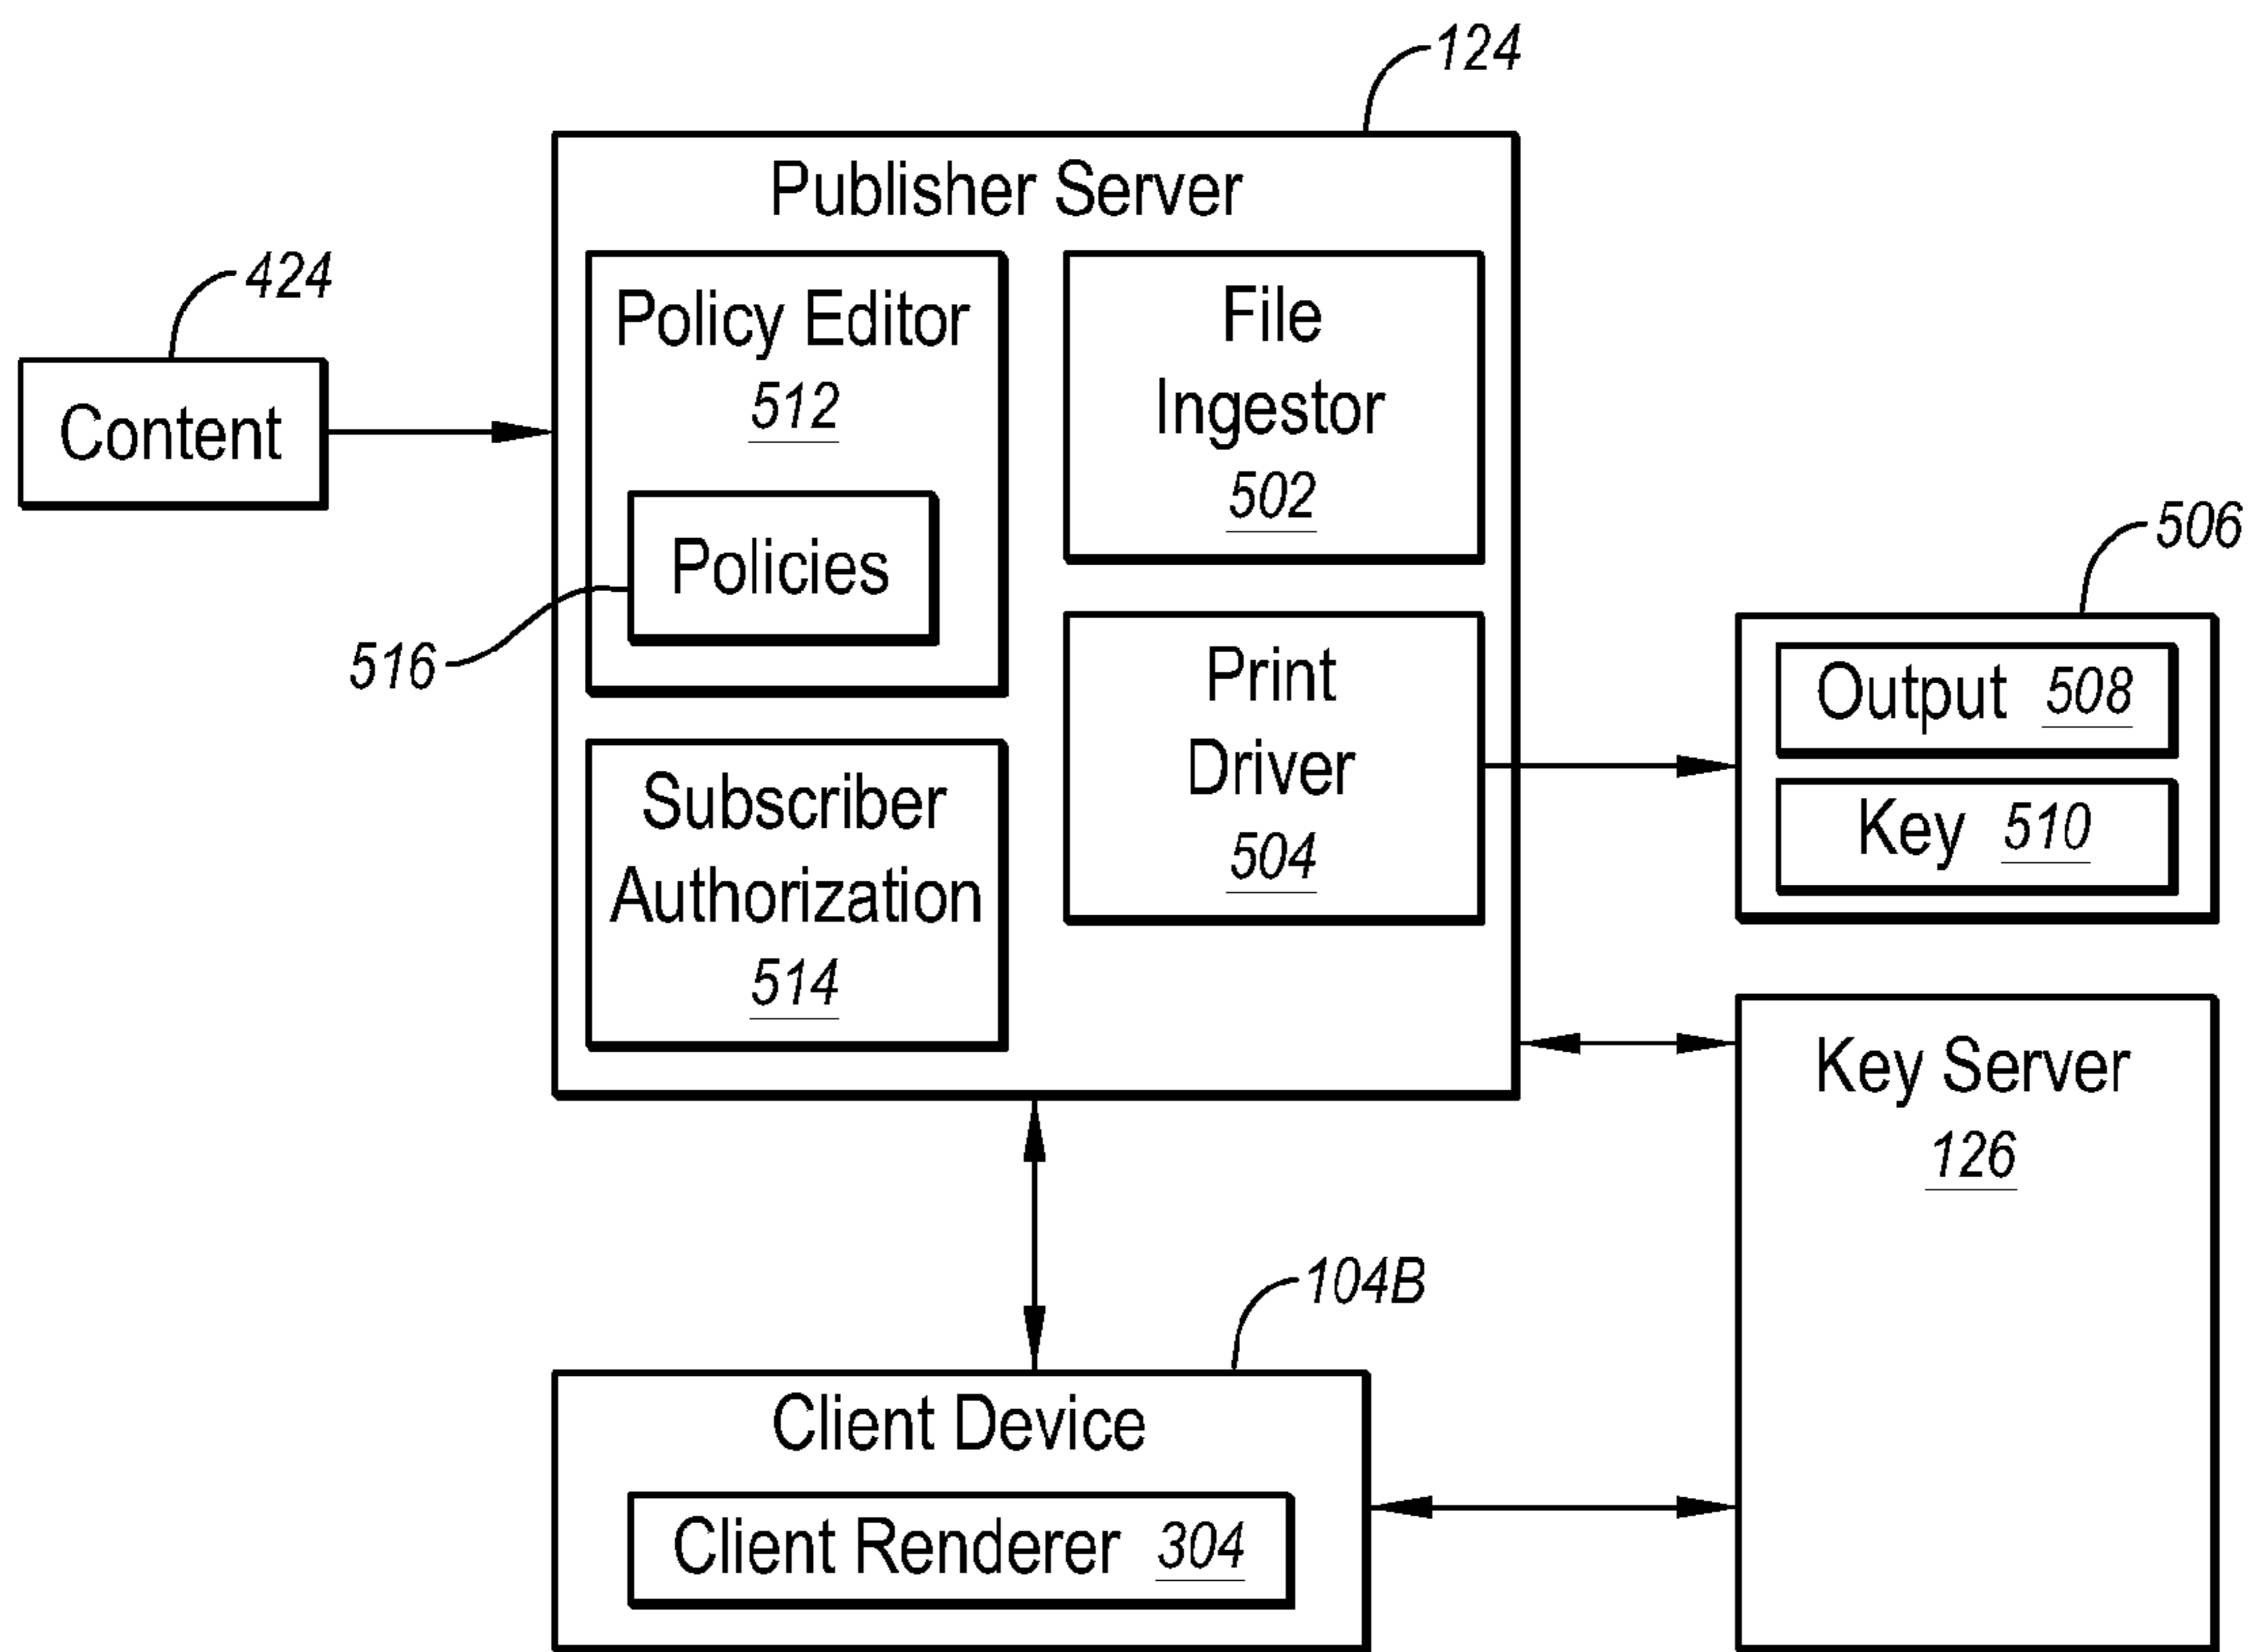 124
Publisher Server
424
Content
Policy Editor
512
Policies
516
File
Ingestor
502
Print
Driver
504
Subscriber
Authorization
514
506
Output 508
Key 510
Key Server
126
104B
Client Device
Client Renderer 304